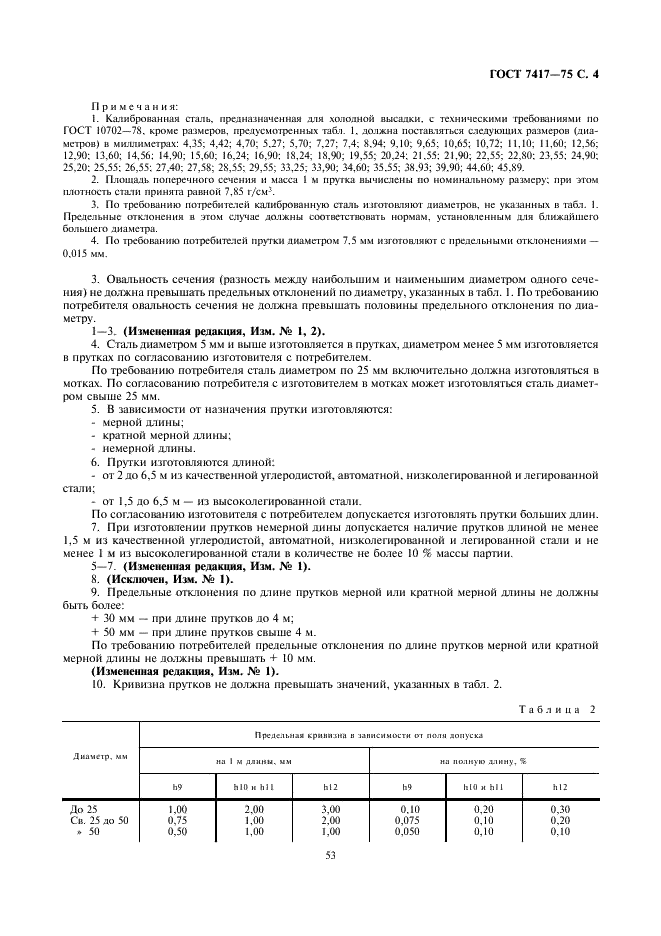 ГОСТ 7417—75 С. 4
Примечания:
1. Калиброванная сталь, предназначенная для холодной высадки, с техническими требованиями по
ГОСТ 10702—78, кроме размеров, предусмотренных табл. 1, должна поставляться следующих размеров (диа-
метров) в миллиметрах: 4,35; 4,42; 4,70; 5,27; 5,70; 7,27; 7,4; 8,94; 9,10; 9,65; 10,65; 10,72; 11,10; 11,60; 12,56;
12,90; 13,60; 14,56; 14,90; 15,60; 16,24; 16,90; 18,24; 18,90; 19,55; 20,24; 21,55; 21,90; 22,55; 22,80; 23,55; 24,90;
25,20; 25,55; 26,55; 27,40; 27,58; 28,55; 29,55; 33,25; 33,90; 34,60; 35,55; 38,93; 39,90; 44,60; 45,89.
2. Площадь поперечного сечения и масса 1 м прутка вычислены по номинальному размеру; при этом
плотность стали принята равной 7,85 г/см³.
3. По требованию потребителей калиброванную сталь изготовляют диаметров, не указанных в табл. 1.
Предельные отклонения в этом случае должны соответствовать нормам, установленным для ближайшего
большего диаметра.
4. По требованию потребителей прутки диаметром 7,5 мм изготовляют с предельными отклонениями —
0,015 мм.
3. Овальность сечения (разность между наибольшим и наименьшим диаметром одного сече-
ния) не должна превышать предельных отклонений по диаметру, указанных в табл. 1. По требованию
потребителя овальность сечения не должна превышать половины предельного отклонения по диа-
метру.
1—3. (Измененная редакция, Изм. № 1, 2).
4. Сталь диаметром 5 мм и выше изготовляется в прутках, диаметром менее 5 мм изготовляется
в прутках по согласованию изготовителя с потребителем.
По требованию потребителя сталь диаметром по 25 мм включительно должна изготовляться в
мотках. По согласованию потребителя с изготовителем в мотках может изготовляться сталь диамет-
ром свыше 25 мм.
5. В зависимости от назначения прутки изготовляются:
- мерной длины;
- кратной мерной длины;
- немерной длины.
6. Прутки изготовляются длиной:
- от 2 до 6,5 м из качественной углеродистой, автоматной, низколегированной и легированной
стали;
- от 1,5 до 6,5 м — из высоколегированной стали.
По согласованию изготовителя с потребителем допускается изготовлять прутки больших длин.
7. При изготовлении прутков немерной дины допускается наличие прутков длиной не менее
1,5 м из качественной углеродистой, автоматной, низколегированной и легированной стали и не
менее 1 м из высоколегированной стали в количестве не более 10 % массы партии.
5—7. (Измененная редакция, Изм. № 1).
8. (Исключен, Изм. № 1).
9. Предельные отклонения по длине прутков мерной или кратной мерной длины не должны
быть более:
+ 30 мм — при длине прутков до 4 м;
+ 50 мм — при длине прутков свыше 4 м.
По требованию потребителей предельные отклонения по длине прутков мерной или кратной
мерной длины не должны превышать + 10 мм.
(Измененная редакция, Изм. № 1).
10. Кривизна прутков не должна превышать значений, указанных в табл. 2.
Таблица 2
Диаметр, мм
Предельная кривизна в зависимости от поля допуска
на 1 м длины, мм
на полную длину, %
h9 h10 и h11 h12 h9 h10 и h11 h12
До 25 1,00 2,00 3,00 0,10 0,20 0,30
Св. 25 до 50 0,75 1,00 2,00 0,075 0,10 0,20
» 50 0,50 1,00 1,00 0,050 0,10 0,10
53